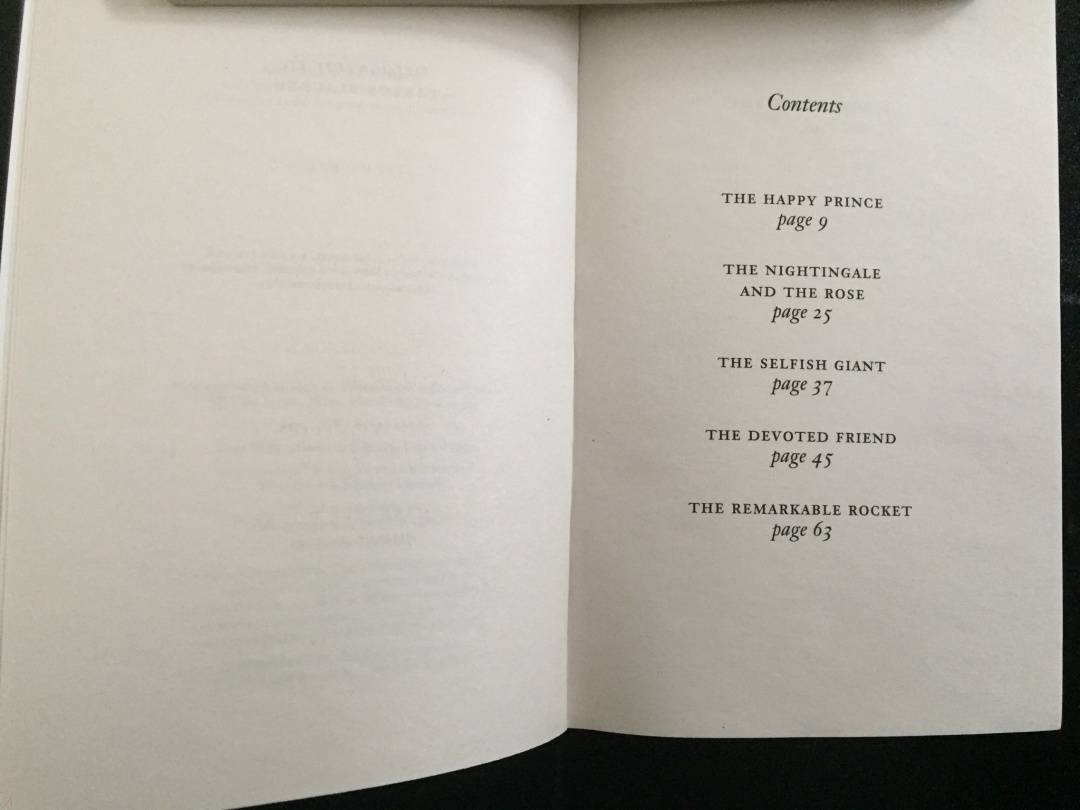 Contents
THE HAPPY PRINCE
page 9
THE NIGHTINGALE
AND THE ROSE
page 25
THE SELFISH GIANT
page 37
THE DEVOTED FRIEND
page 45
THE REMARKABLE ROCKET
page 63